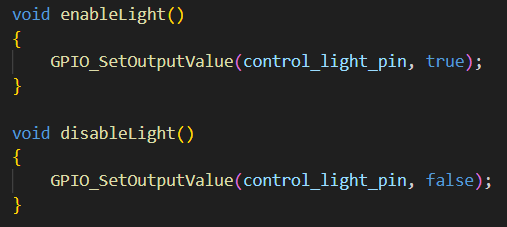 void enableLight()
{
    GPIO_SetOutputValue(control_light_pin, true);
}
void disableLight()
{
    GPIO_SetOutputValue(control_light_pin, false);
}